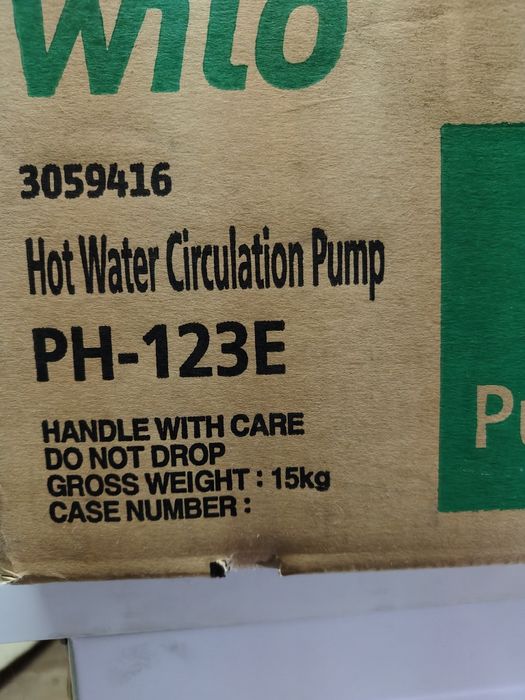 wilo
3059416
Hot Water Circulation Pump
PH-123E
HANDLE WITH CARE
DO NOT DROP
GROSS WEIGHT : 15kg
CASE NUMBER :